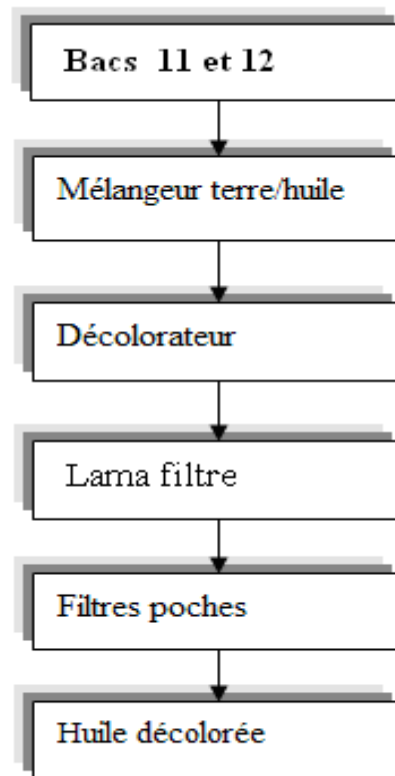 Bacs 11 et 12
Mélangeur terre/huile
Décolorateur
Lama filtre
Filtres poches
Huile décolorée